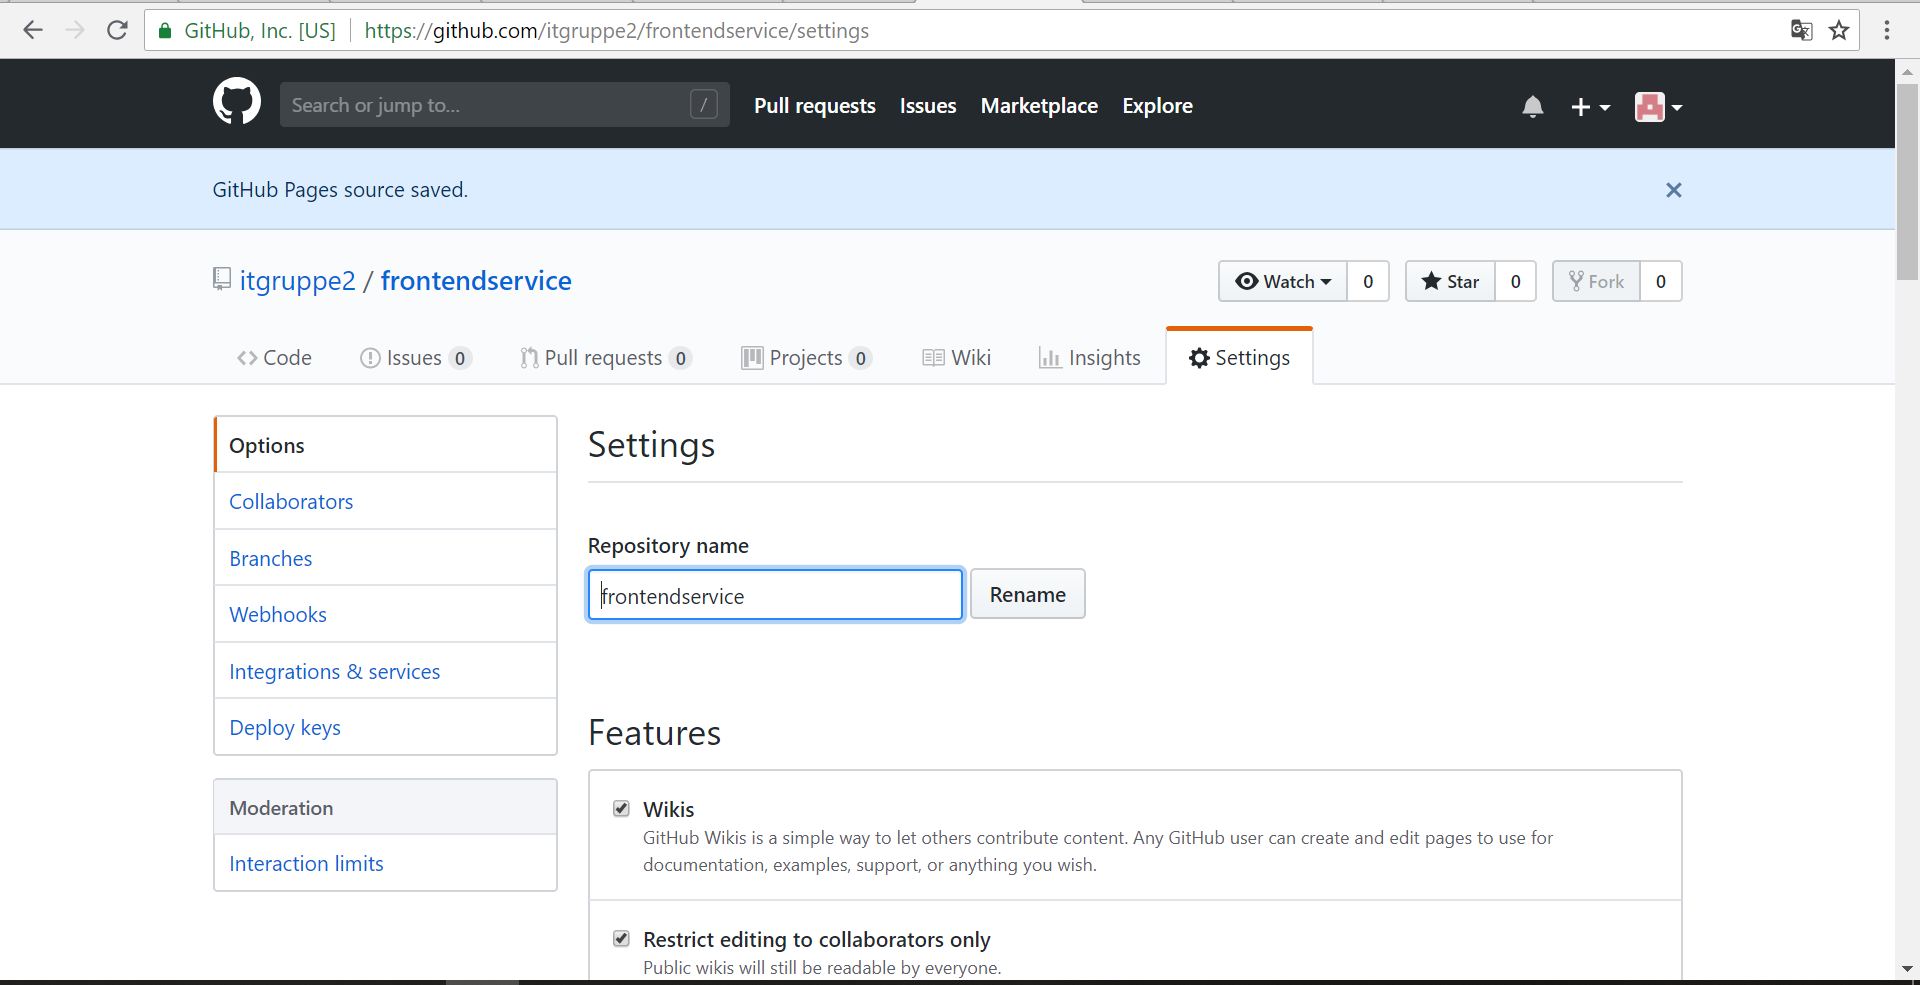 GitHub, Inc. [US] https://github.com/itgruppe2/frontendservice/settings
Search or jump to... /
Pull requests Issues Marketplace Explore
GitHub Pages source saved.
itgruppe2 / frontendservice
Watch 0 Star 0 Fork 0
Code Issues 0 Pull requests 0 Projects 0 Wiki Insights Settings
Options
Collaborators
Branches
Webhooks
Integrations & services
Deploy keys
Moderation
Interaction limits
Settings
Repository name
frontendservice Rename
Features
Wikis
GitHub Wikis is a simple way to let others contribute content. Any GitHub user can create and edit pages to use for
documentation, examples, support, or anything you wish.
Restrict editing to collaborators only
Public wikis will still be readable by everyone.